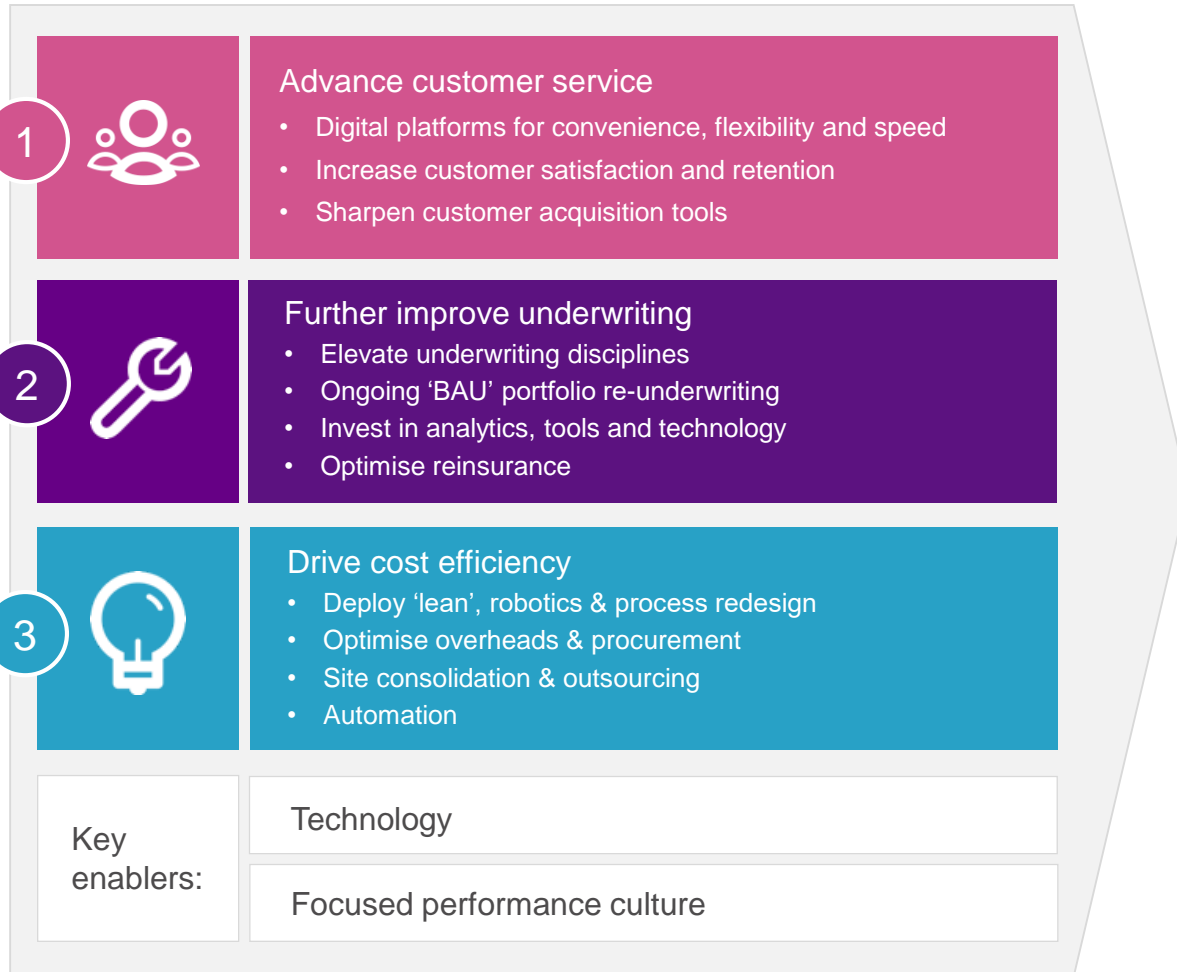 1
Advance customer service
• Digital platforms for convenience, flexibility and speed
• Increase customer satisfaction and retention
• Sharpen customer acquisition tools
2
Further improve underwriting
• Elevate underwriting disciplines
• Ongoing ‘BAU’ portfolio re-underwriting
• Invest in analytics, tools and technology
• Optimise reinsurance
3
Drive cost efficiency
• Deploy ‘lean’, robotics & process redesign
• Optimise overheads & procurement
• Site consolidation & outsourcing
• Automation
Key
enablers:
Technology
Focused performance culture